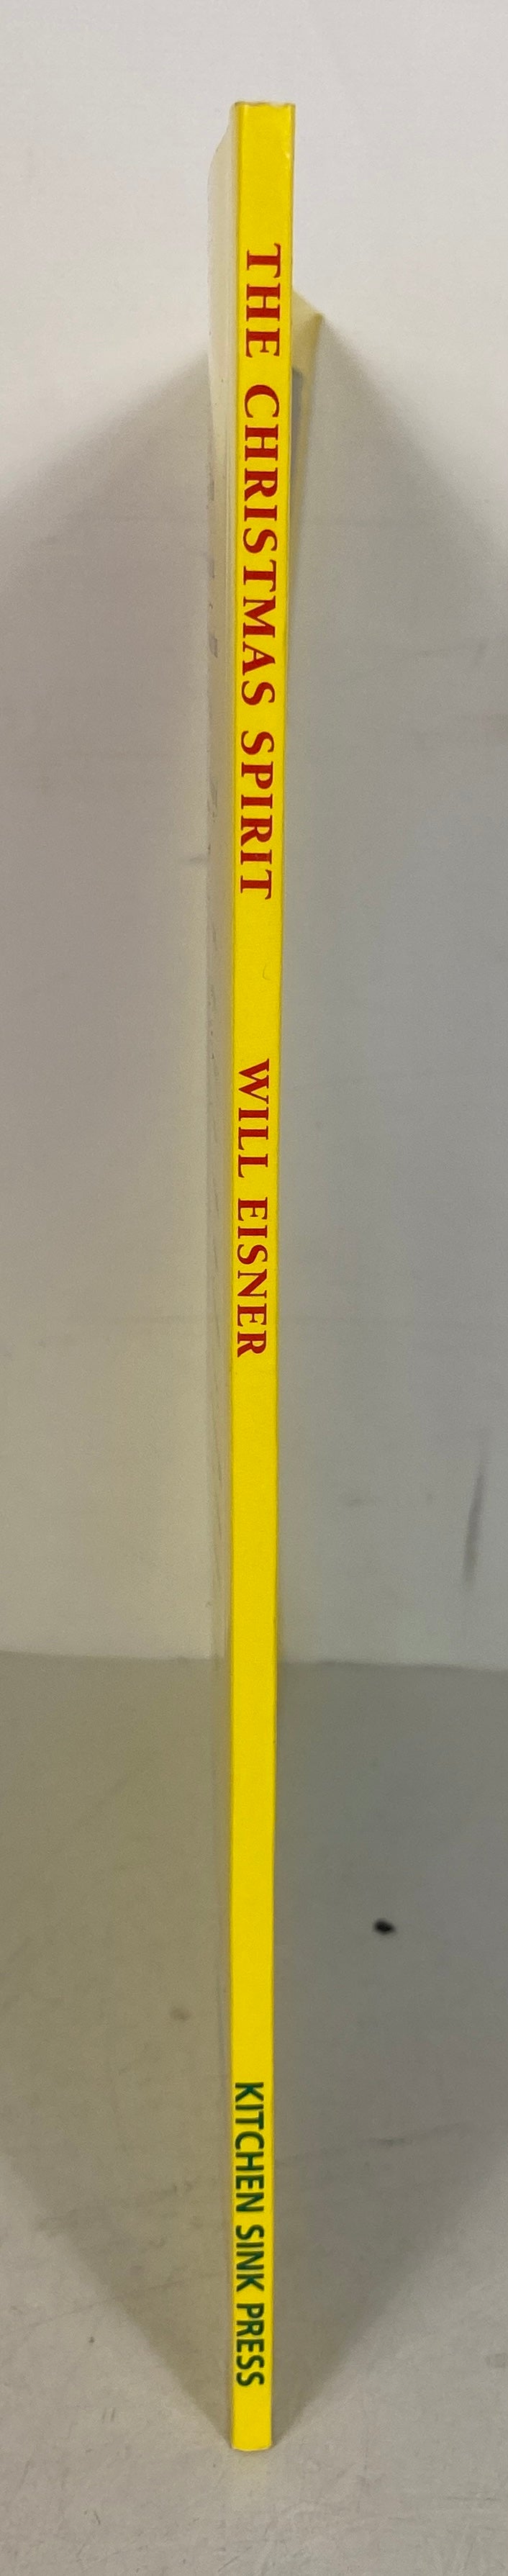 THE CHRISTMAS SPIRIT
WILL EISNER
KITCHEN SINK PRESS